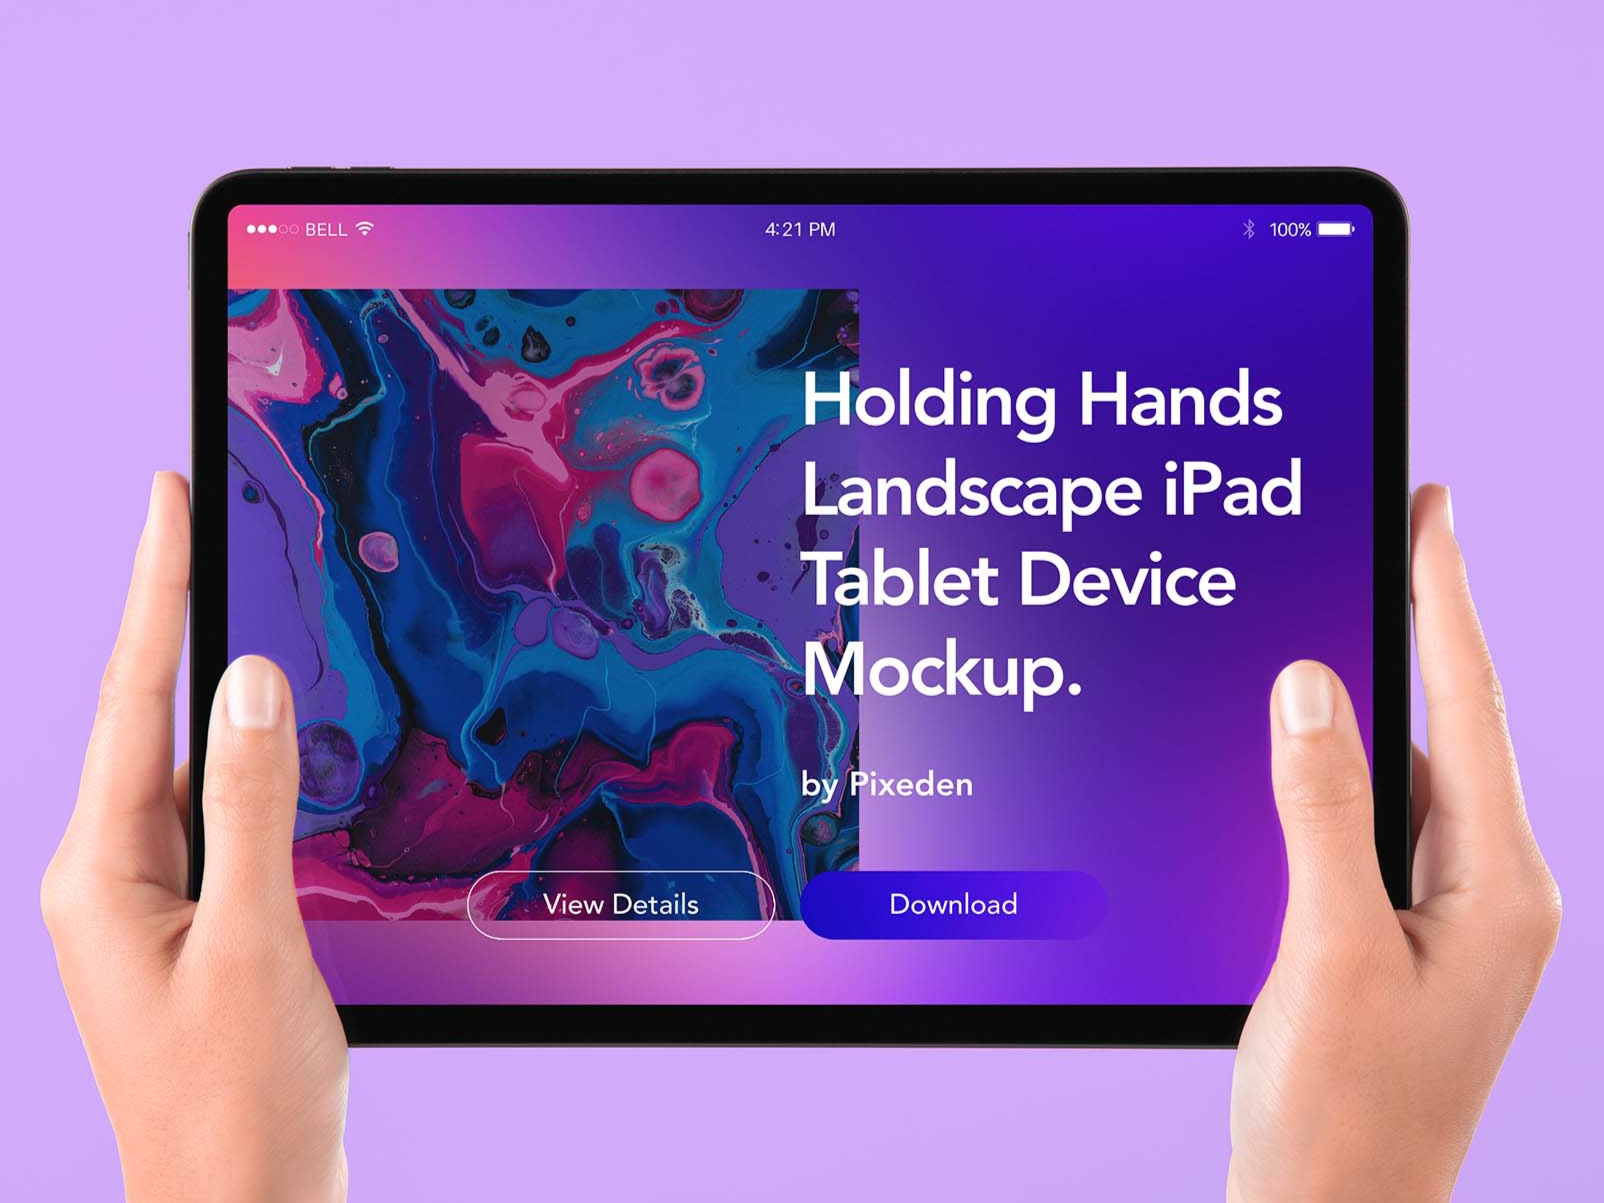 BELL
4:21 PM
100%
Holding Hands
Landscape iPad
Tablet Device
Mockup.
by Pixeden
View Details
Download